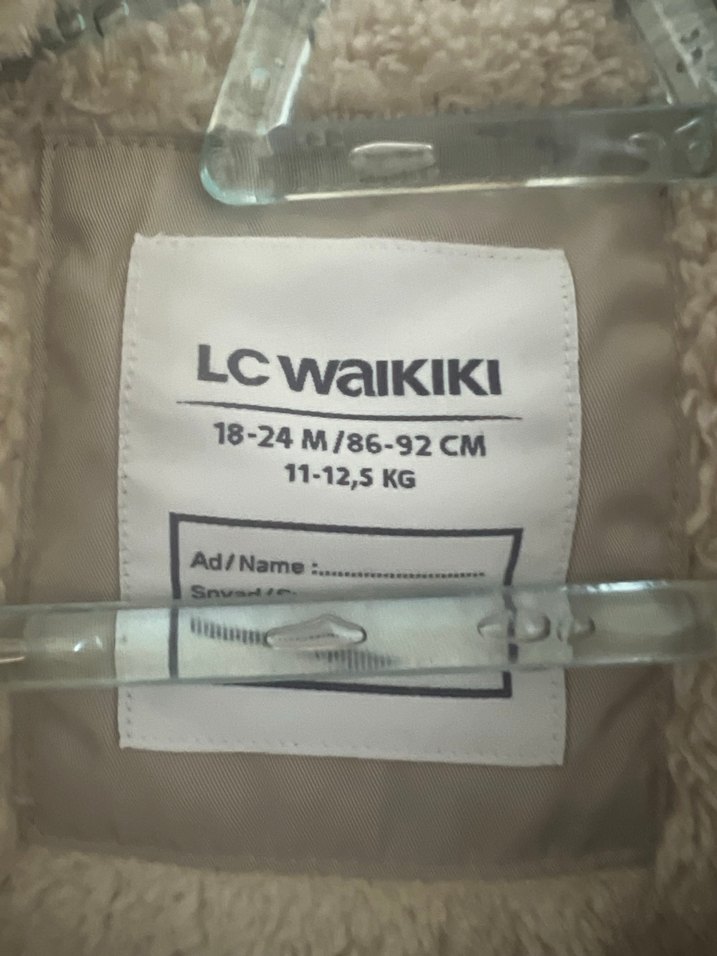 LC WAIKIKI
18-24 M/86-92 CM
11-12,5 KG
Ad/Name :